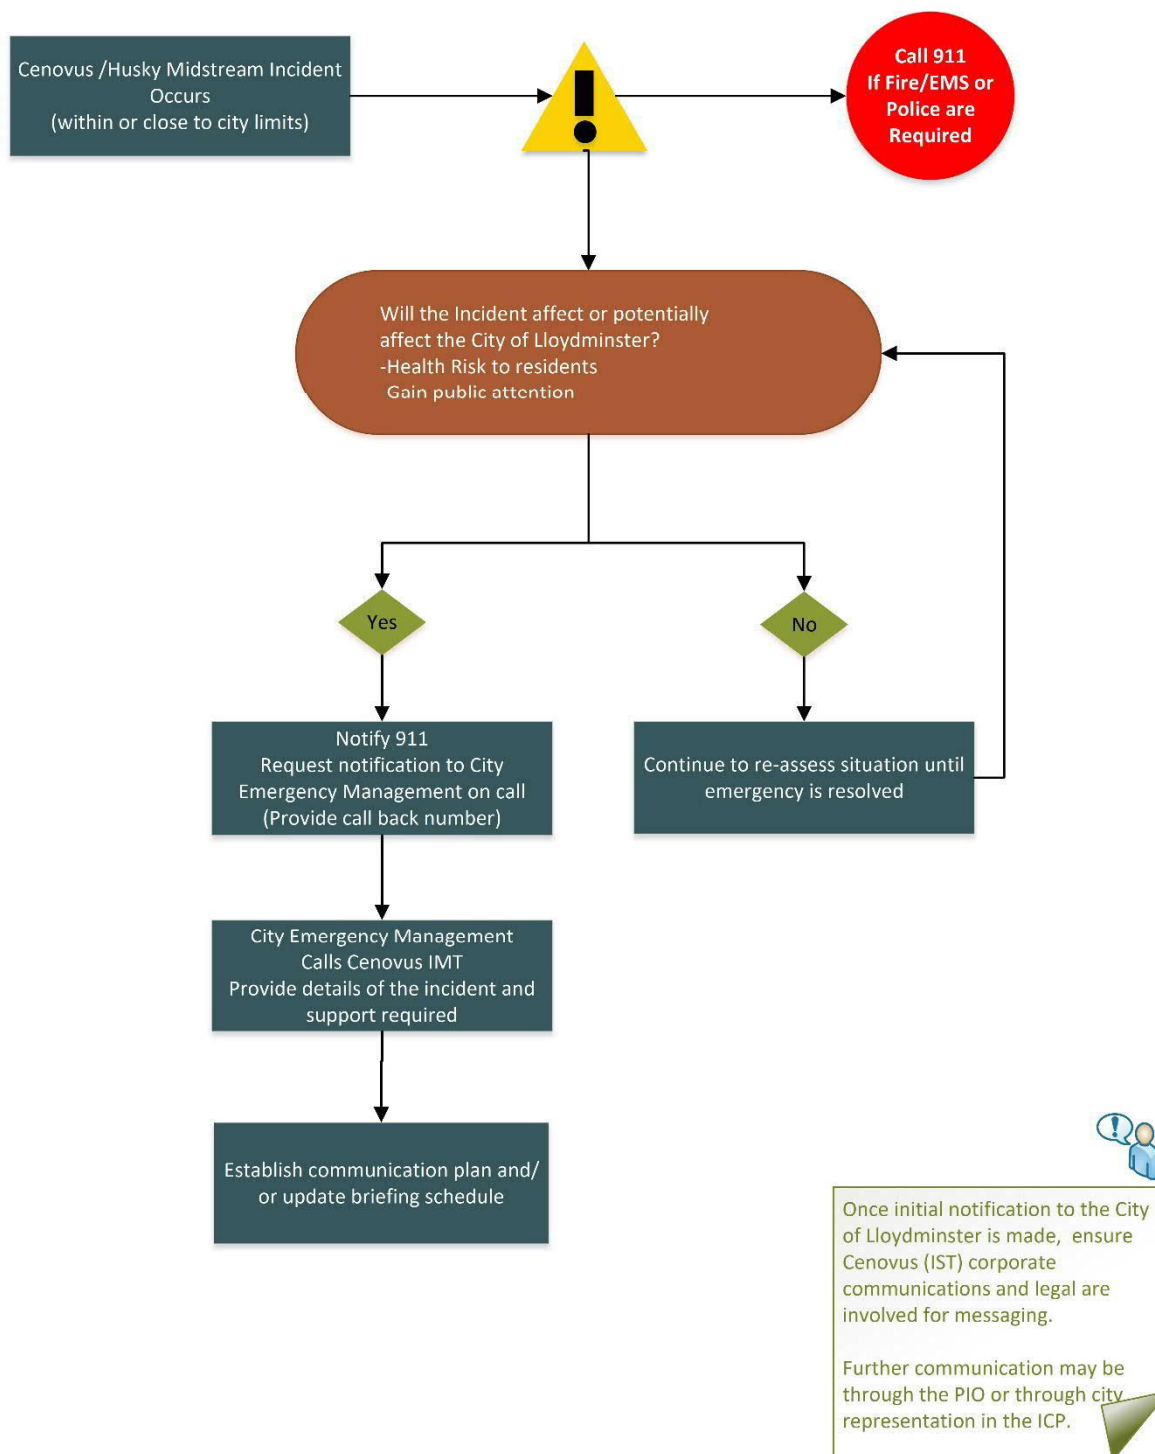 Cenovus /Husky Midstream Incident
Occurs
(within or close to city limits)
!
Call 911
If Fire/EMS or
Police are
Required
Will the Incident affect or potentially
affect the City of Lloydminster?
-Health Risk to residents
Gain public attention
Yes
No
Notify 911
Request notification to City
Emergency Management on call
(Provide call back number)
Continue to re-assess situation until
emergency is resolved
City Emergency Management
Calls Cenovus IMT
Provide details of the incident and
support required
Establish communication plan and/
or update briefing schedule
!
Once initial notification to the City
of Lloydminster is made, ensure
Cenovus (IST) corporate
communications and legal are
involved for messaging.
Further communication may be
through the PIO or through city
representation in the ICP.